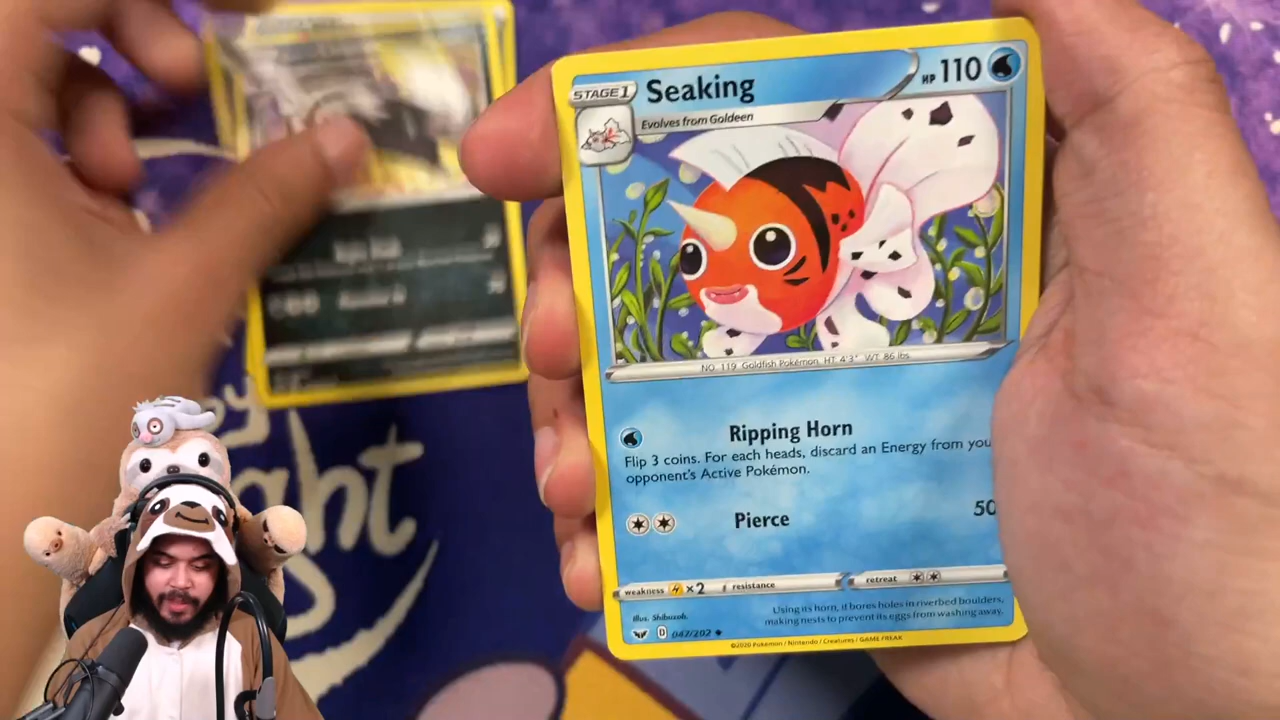 STAGE 1
Seaking
HP 110
Evolves from Goldeen
NO. 119 Goldfish Pokémon HT: 4'3" WT: 86 lbs
Ripping Horn
Flip 3 coins. For each heads, discard an Energy from you
opponent's Active Pokémon.
Pierce
50
weakness ×2 resistance
retreat
Using its horn, it bores holes in riverbed boulders,
making nests to prevent its eggs from washing away.
Illus. Shibuzoh.
D 047/202
©2020 Pokémon / Nintendo / Creatures / GAME FREAK